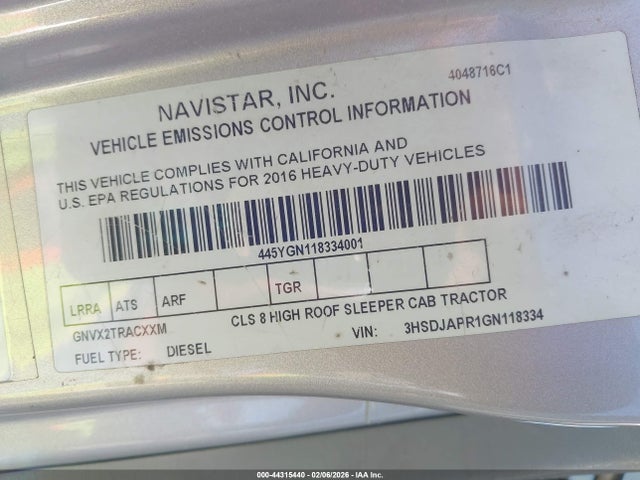 4048716C1
NAVISTAR, INC.
VEHICLE EMISSIONS CONTROL INFORMATION
THIS VEHICLE COMPLIES WITH CALIFORNIA AND
U.S. EPA REGULATIONS FOR 2016 HEAVY-DUTY VEHICLES
445YGN118334001
LRRA ATS ARF TGR
GNVX2TRACXXM CLS 8 HIGH ROOF SLEEPER CAB TRACTOR
FUEL TYPE: DIESEL VIN: 3HSDJAPR1GN118334
000-44315440 - 02/06/2026 - IAA Inc.